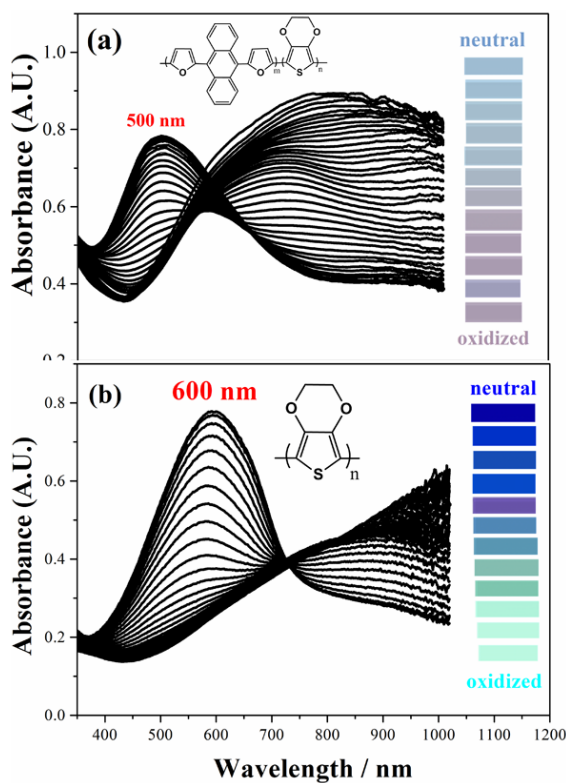 (a)
neutral
500 nm
O
O
S
O
O
m
n
oxidized
Absorbance (A.U.)
1.0
0.8
0.6
0.4
0.2
(b)
600 nm
neutral
O
O
S
n
oxidized
Absorbance (A.U.)
0.8
0.6
0.4
0.2
0.0
400 500 600 700 800 900 1000 1100 1200
Wavelength / nm